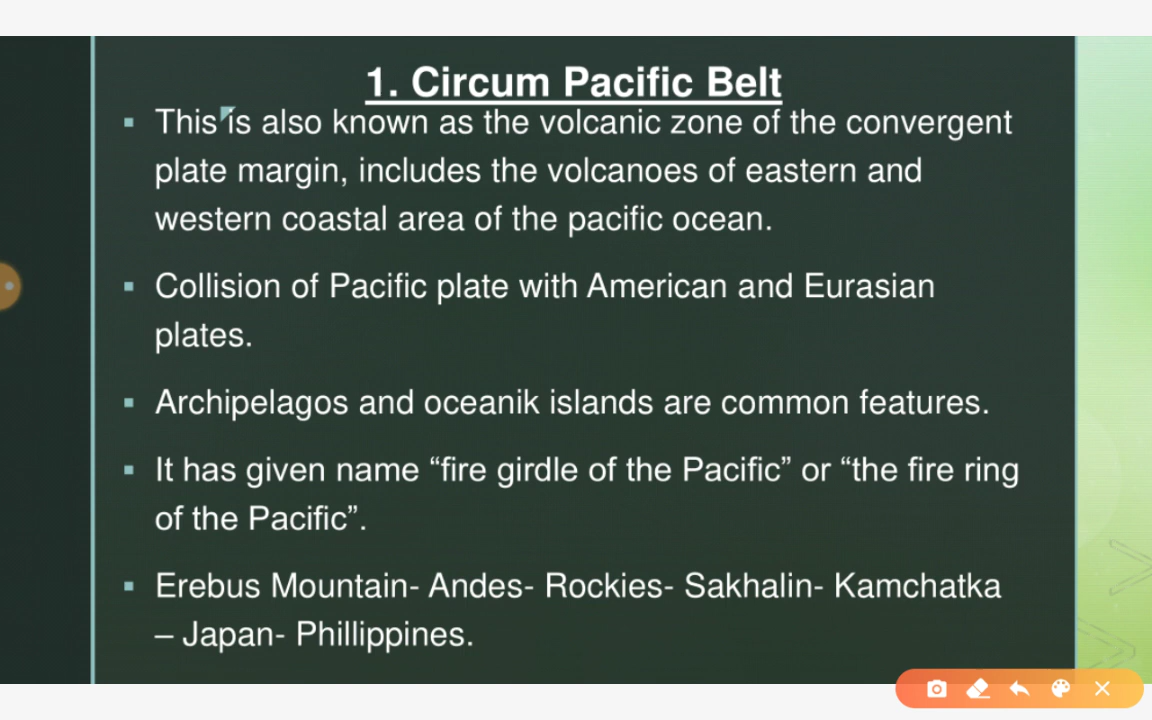 1. Circum Pacific Belt
▪ This is also known as the volcanic zone of the convergent
plate margin, includes the volcanoes of eastern and
western coastal area of the pacific ocean.
▪ Collision of Pacific plate with American and Eurasian
plates.
▪ Archipelagos and oceanik islands are common features.
▪ It has given name “fire girdle of the Pacific” or “the fire ring
of the Pacific”.
▪ Erebus Mountain- Andes- Rockies- Sakhalin- Kamchatka
– Japan- Phillippines.